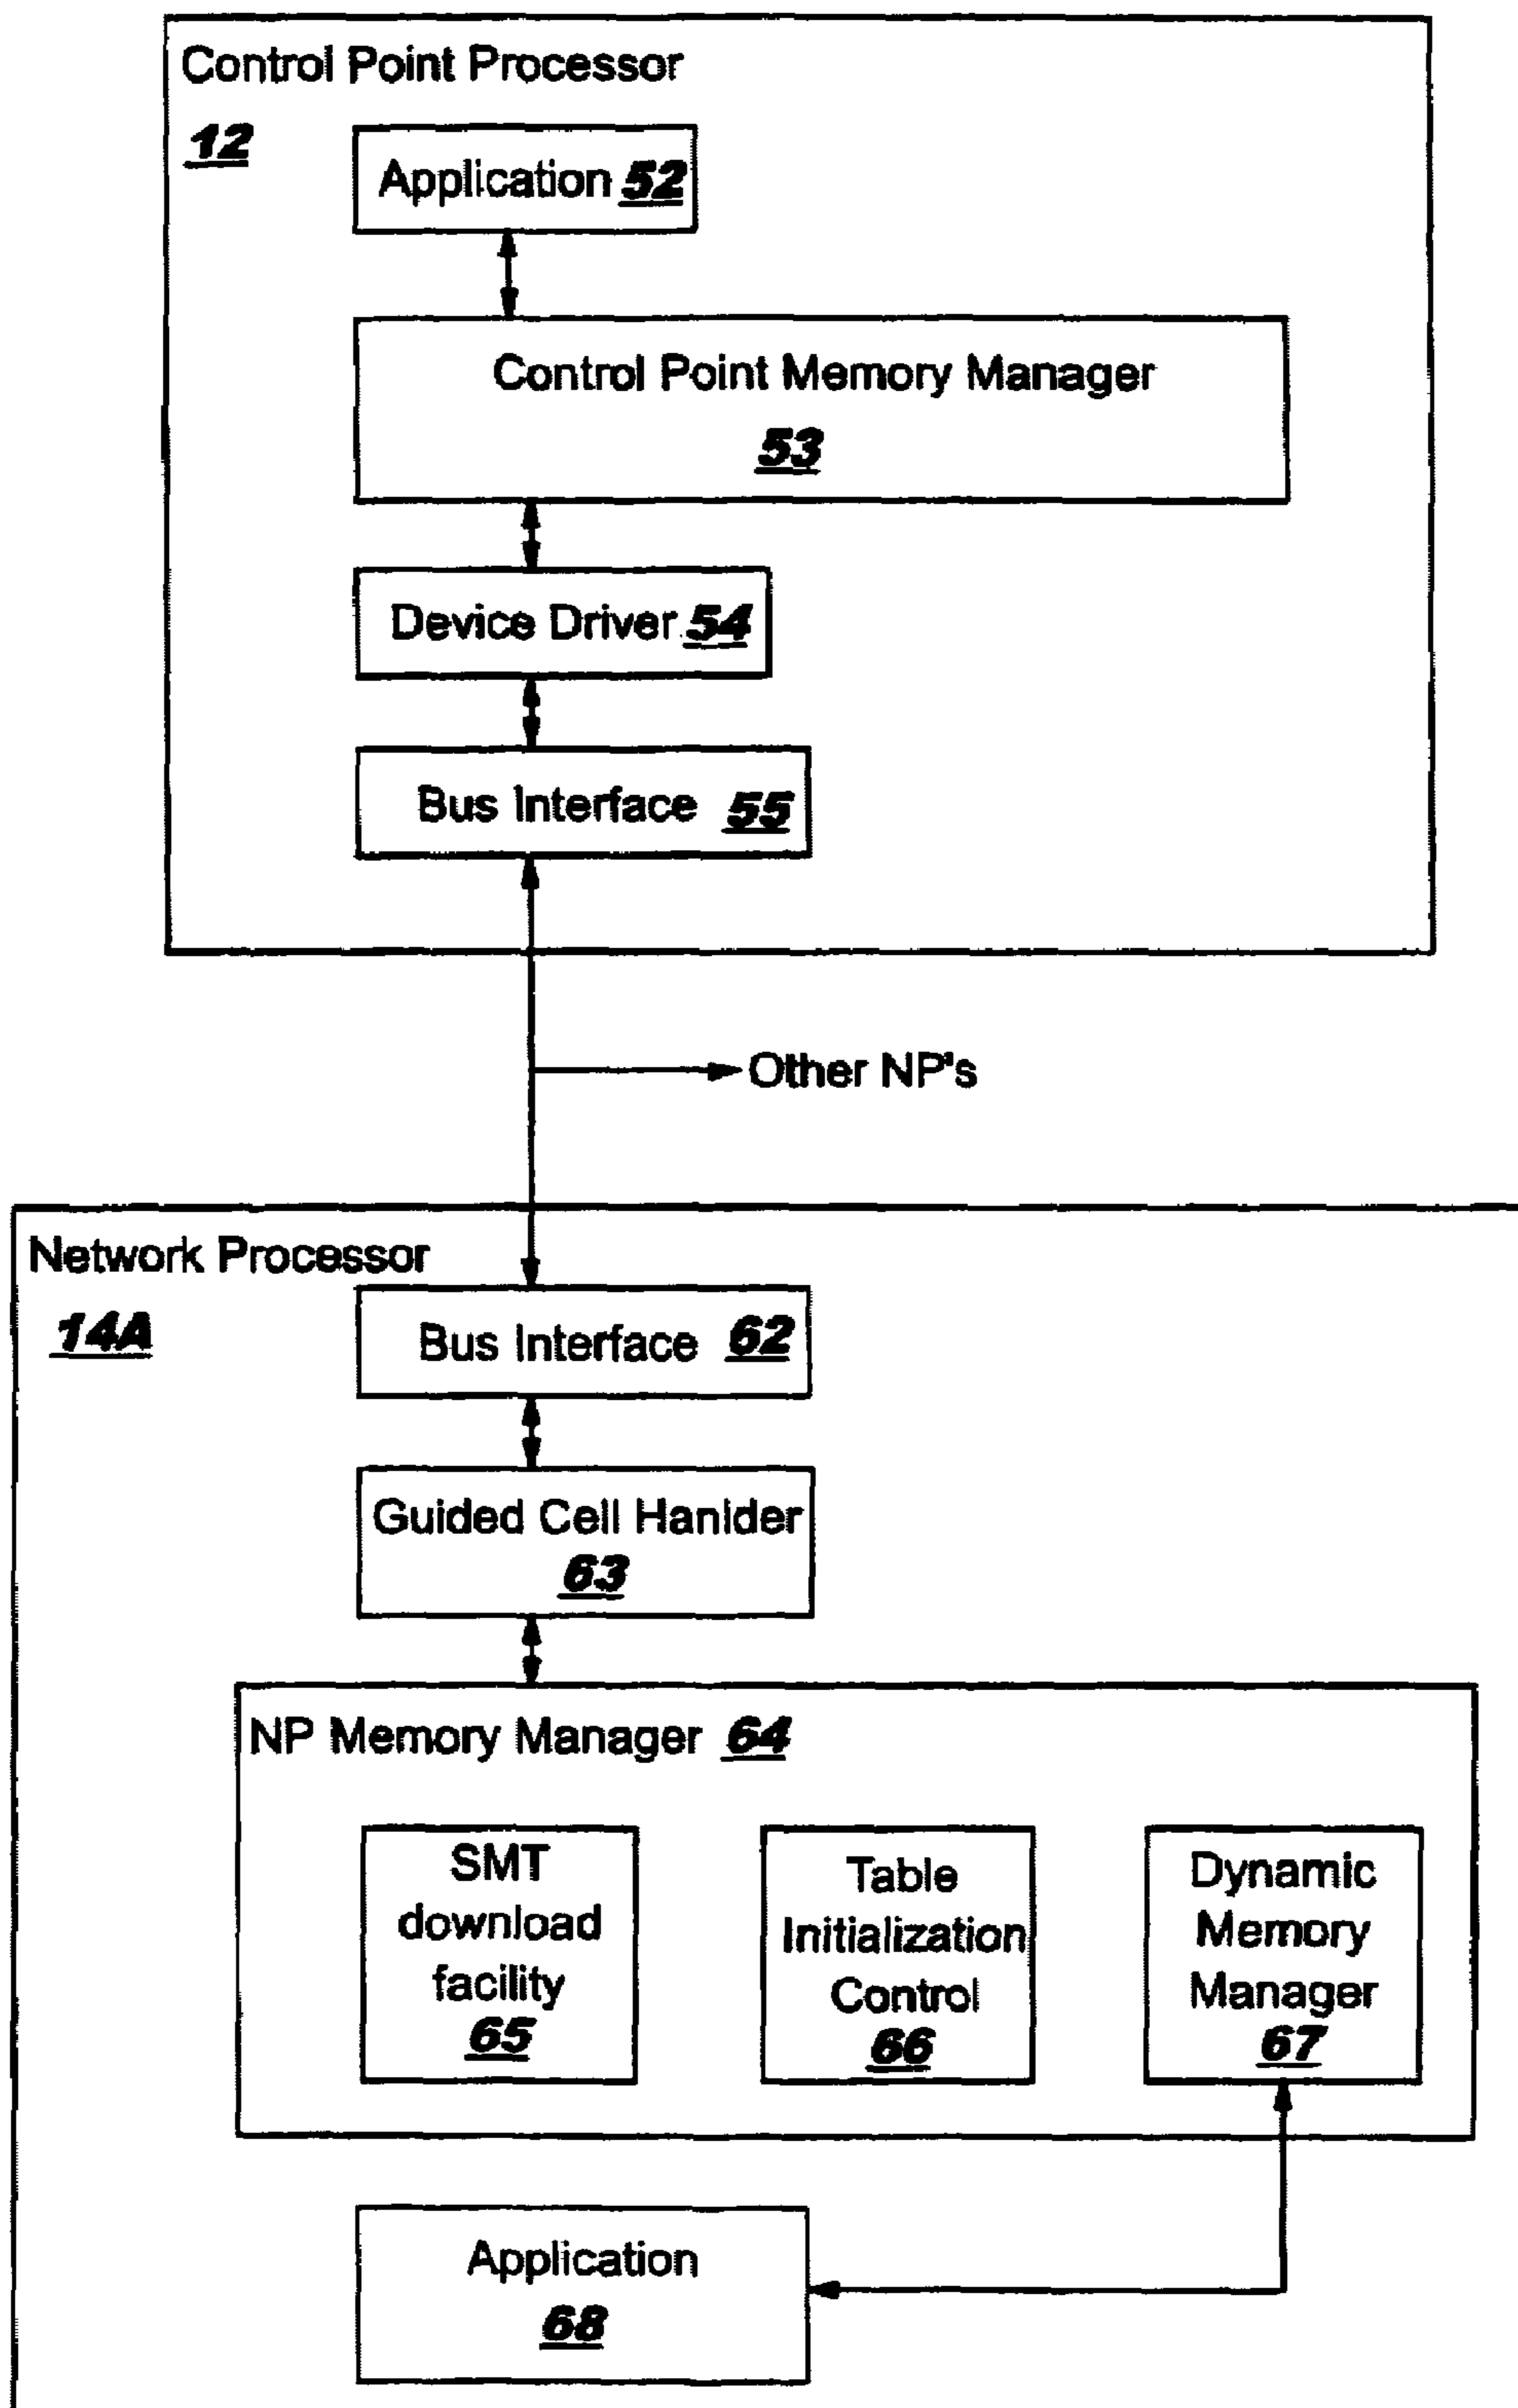 Control Point Processor
12
Application 52
Control Point Memory Manager
53
Device Driver 54
Bus Interface 55
Other NP's
Network Processor
14A
Bus Interface 62
Guided Cell Hanlder
63
NP Memory Manager 64
SMT
download
facility
65
Table
Initialization
Control
66
Dynamic
Memory
Manager
67
Application
68